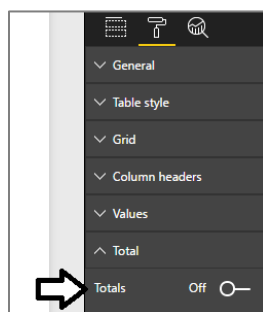 General
Table style
Grid
Column headers
Values
Total
Totals Off